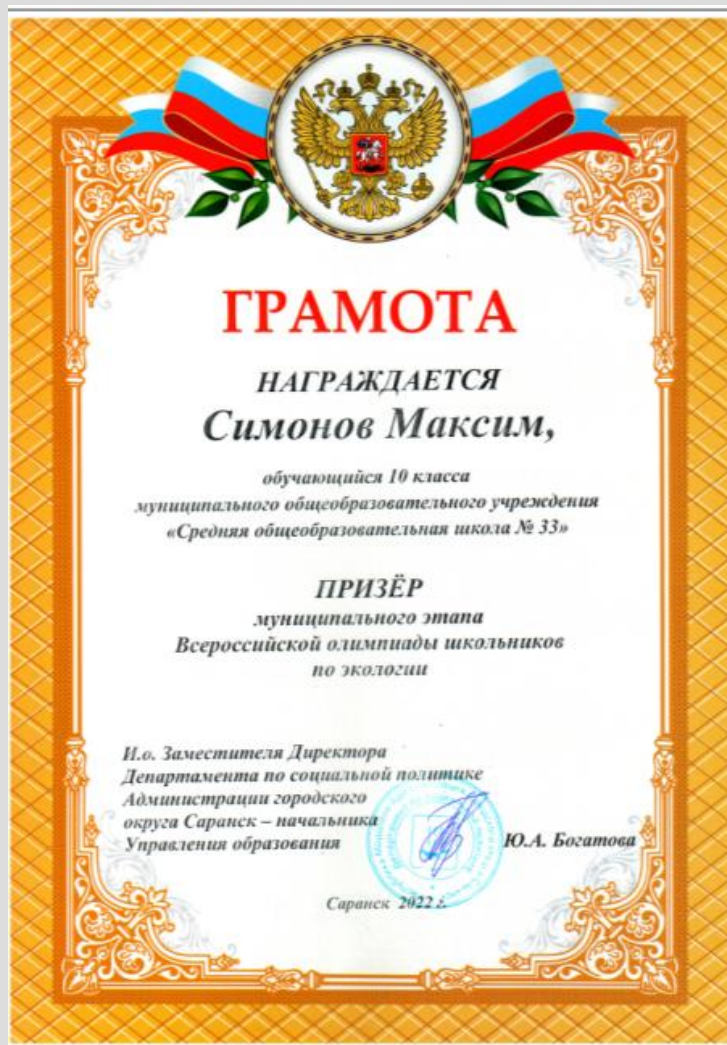 ГРАМОТА
НАГРАЖДАЕТСЯ
Симонов Максим,
обучающийся 10 класса
муниципального общеобразовательного учреждения
«Средняя общеобразовательная школа № 33»
ПРИЗЁР
муниципального этапа
Всероссийской олимпиады школьников
по экологии
И.о. Заместителя Директора
Департамента по социальной политике
Администрации городского
округа Саранск – начальника
Управления образования
Ю.А. Богатова
Саранск 2022 г.